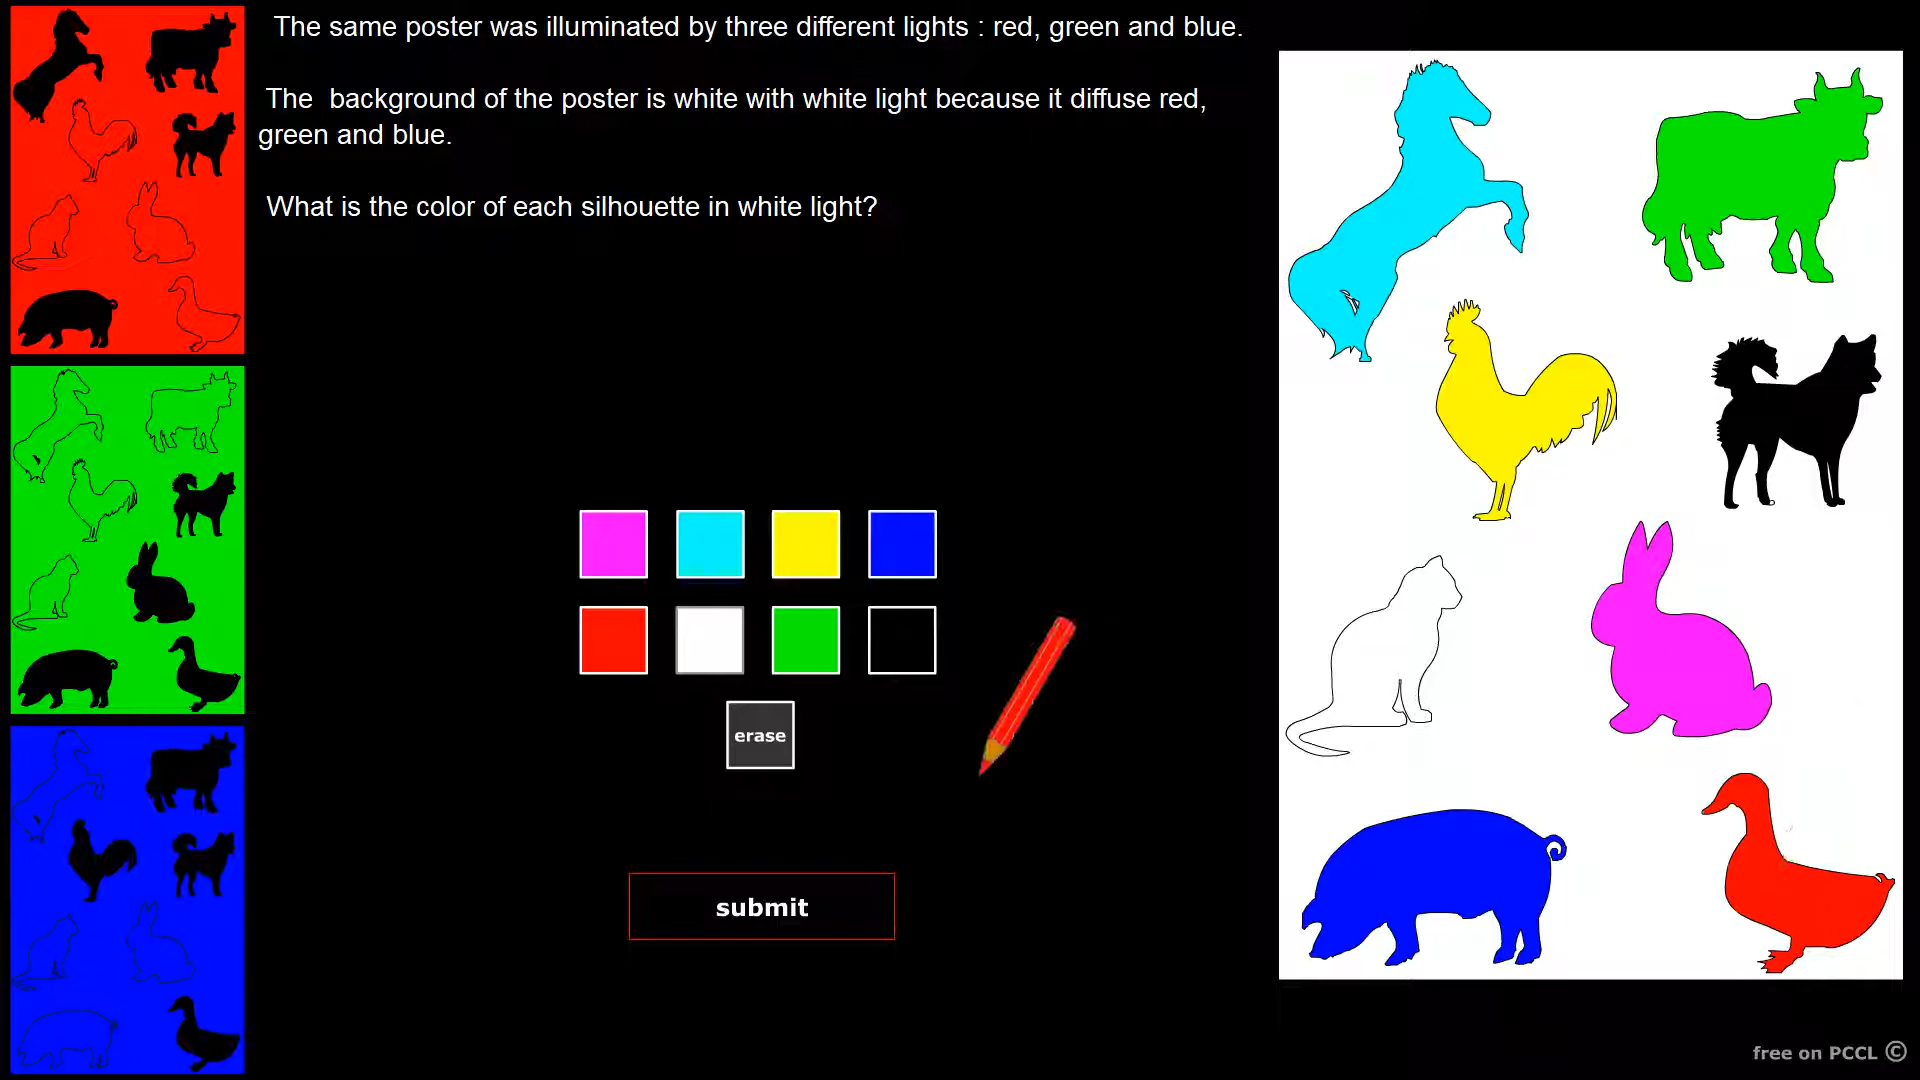 The same poster was illuminated by three different lights : red, green and blue.
The  background of the poster is white with white light because it diffuse red,
green and blue.
What is the color of each silhouette in white light?
erase
submit
free on PCCL ©